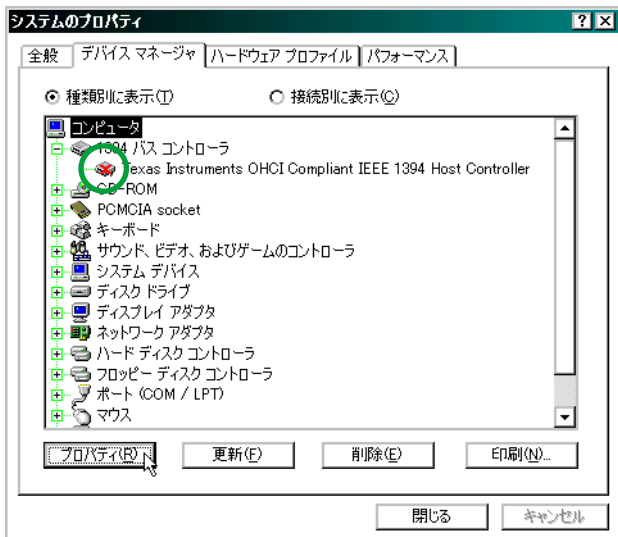 システムのプロパティ
全般 デバイス マネージャ ハードウェア プロファイル パフォーマンス
種類別に表示(T) 接続別に表示(C)
コンピュータ
1394 バス コントローラ
Texas Instruments OHCI Compliant IEEE 1394 Host Controller
CD-ROM
PCMCIA socket
キーボード
サウンド、ビデオ、およびゲームのコントローラ
システム デバイス
ディスク ドライブ
ディスプレイ アダプタ
ネットワーク アダプタ
ハード ディスク コントローラ
フロッピー ディスク コントローラ
ポート (COM / LPT)
マウス
プロパティ(R) 更新(F) 削除(E) 印刷(N)...
閉じる キャンセル